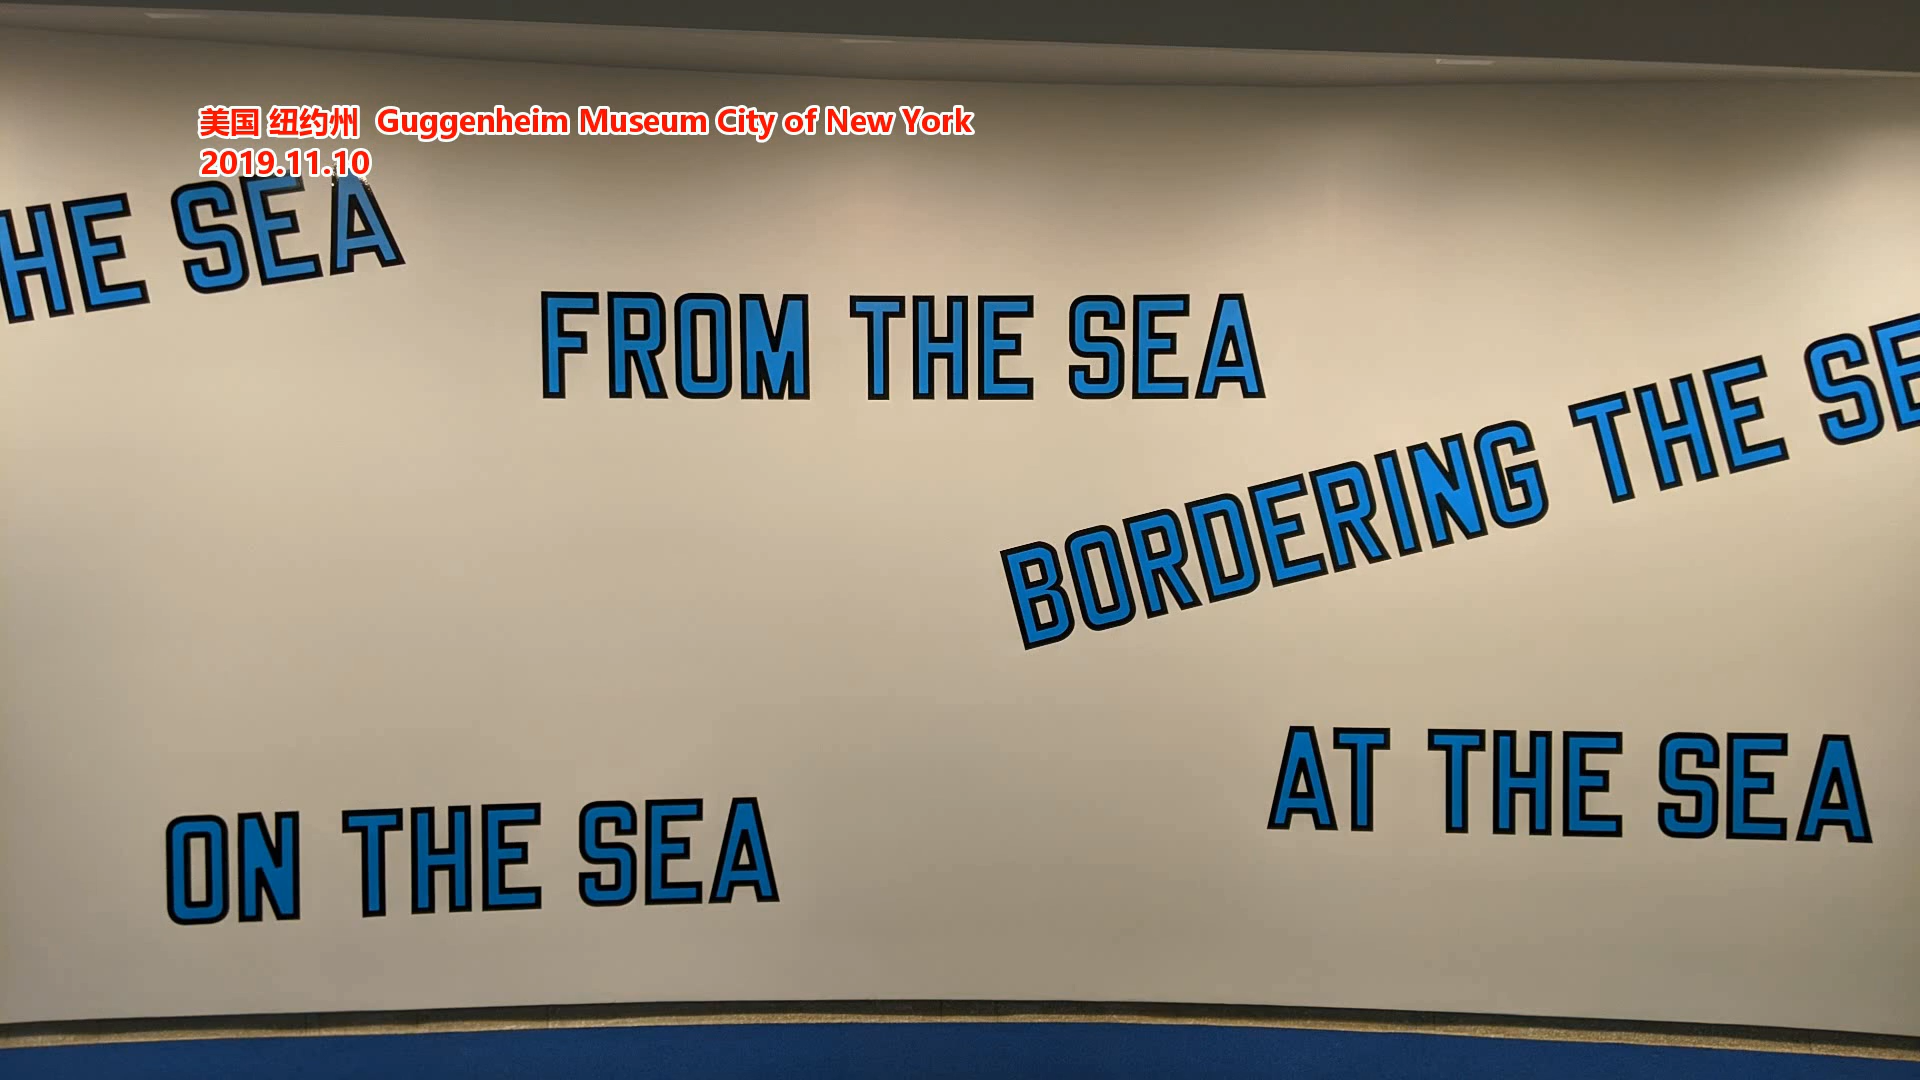 美国 纽约州 Guggenheim Museum City of New York
2019.11.10
HE SEA
FROM THE SEA
BORDERING THE SE
ON THE SEA
AT THE SEA